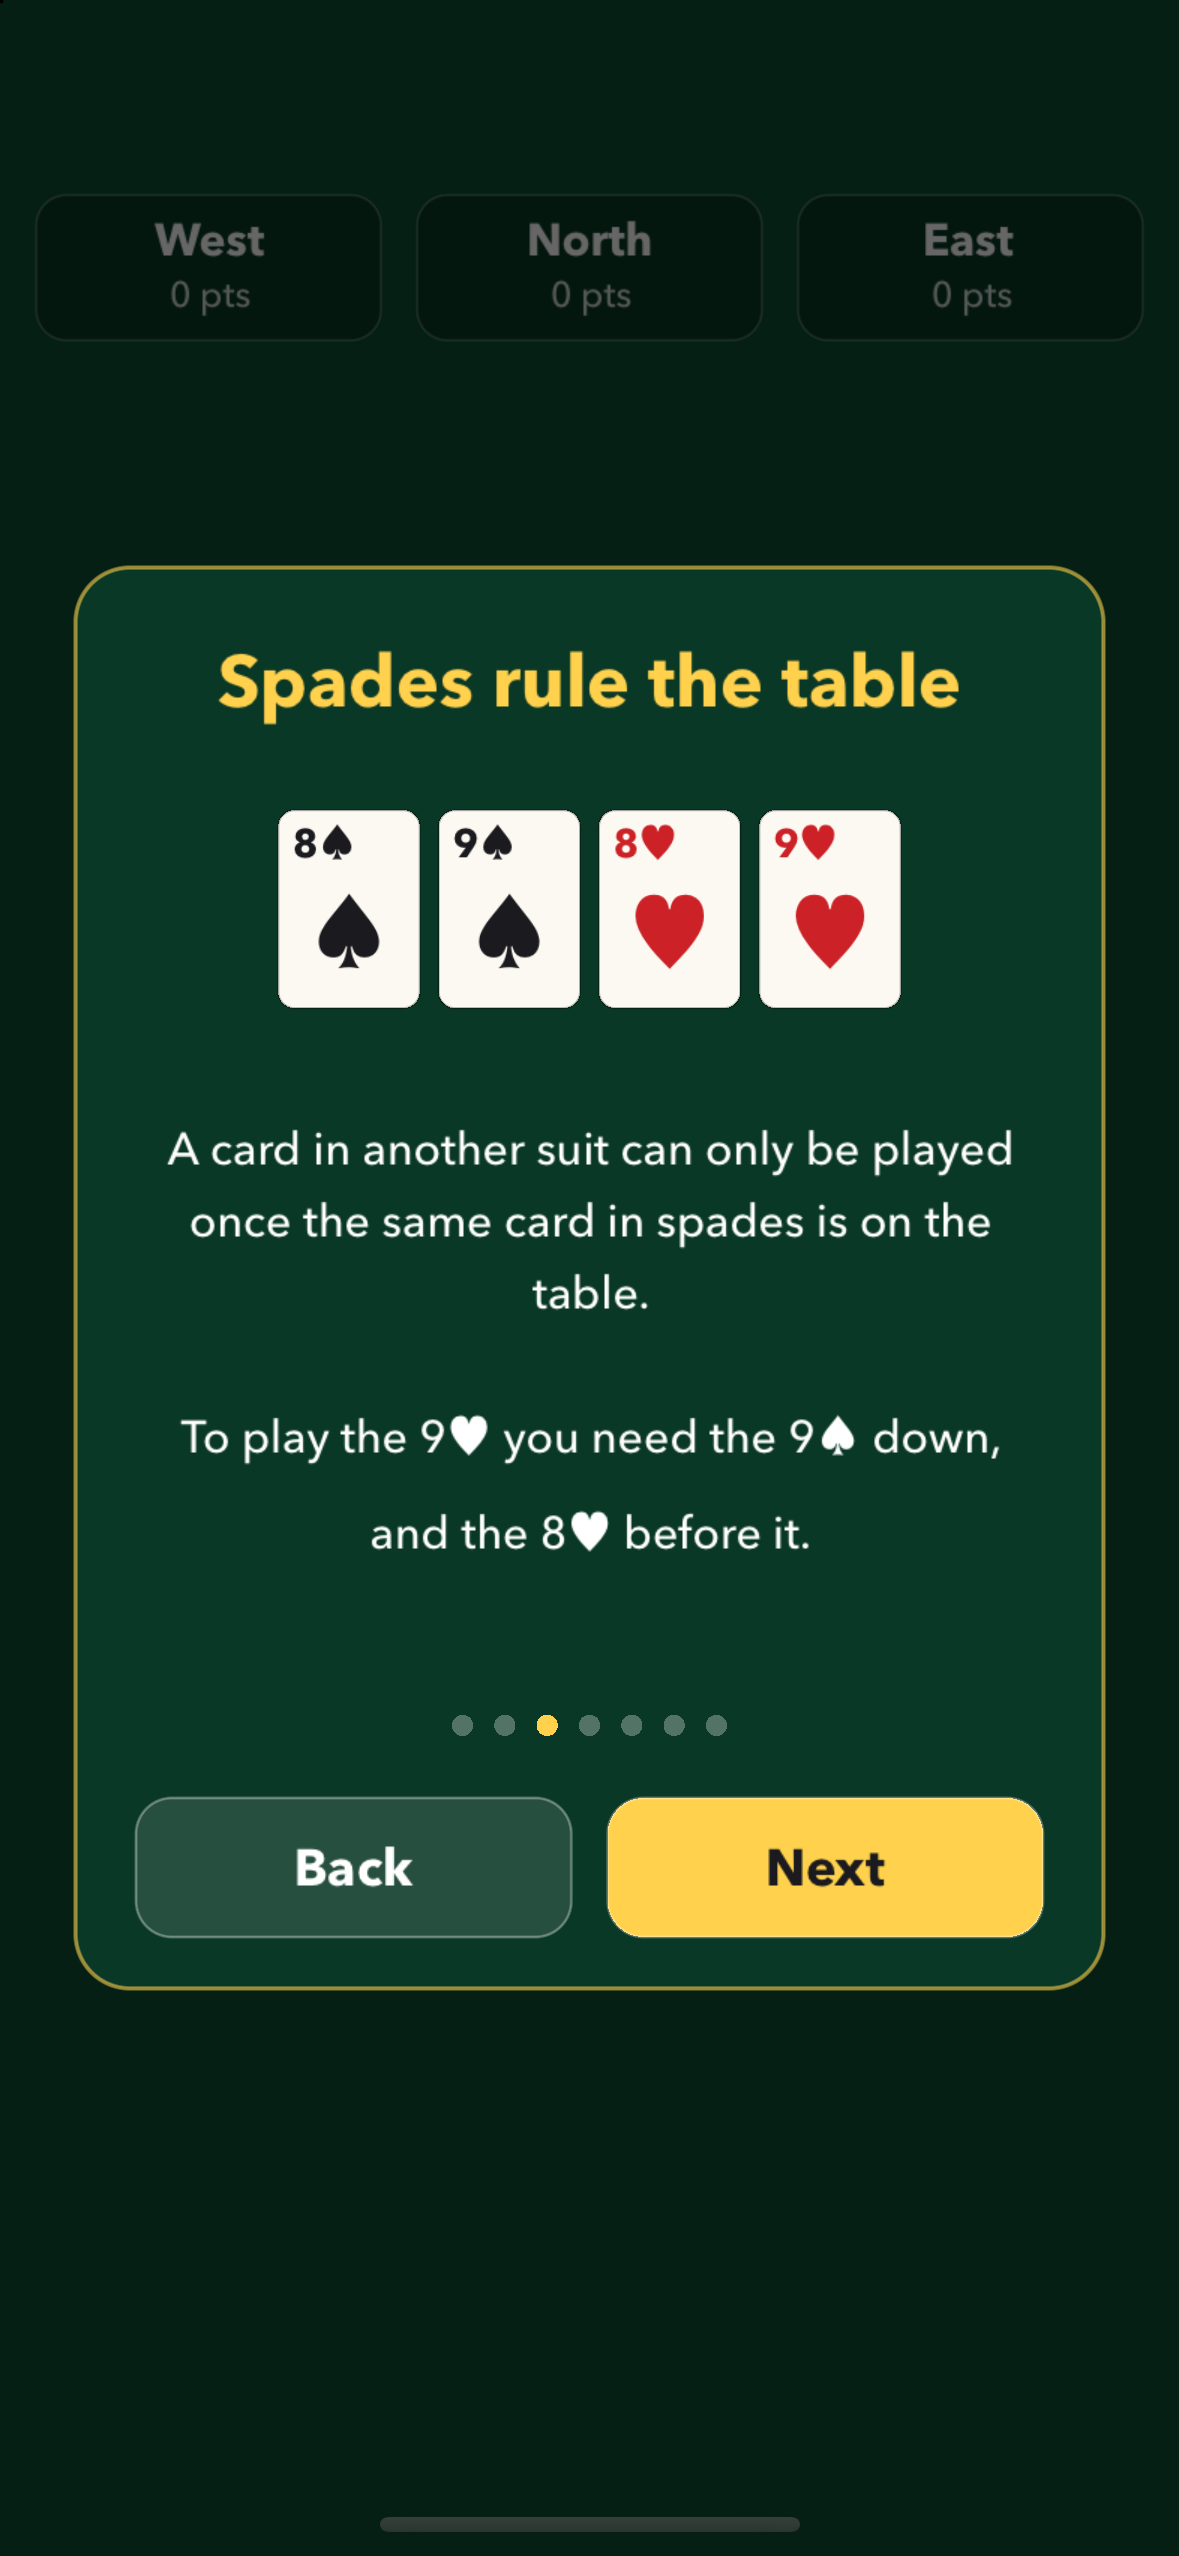 West
0 pts
North
0 pts
East
0 pts
Spades rule the table
8♠
9♠
8♥
9♥
A card in another suit can only be played
once the same card in spades is on the
table.
To play the 9♥ you need the 9♠ down,
and the 8♥ before it.
Back
Next